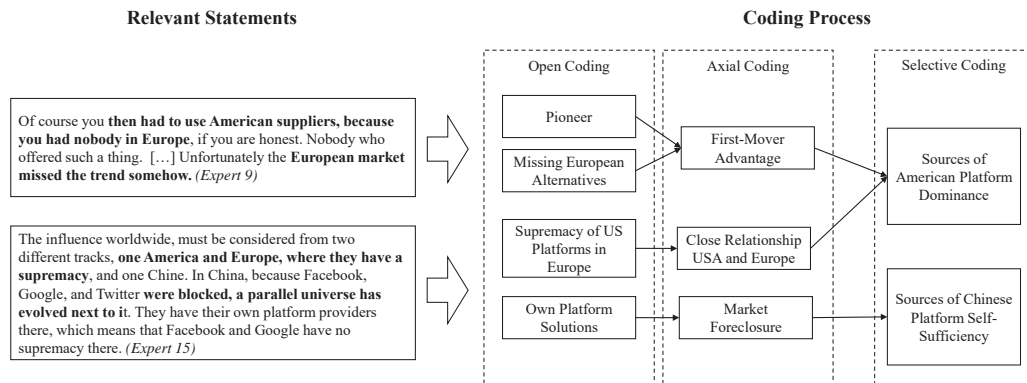 Relevant Statements
Coding Process
Of course you then had to use American suppliers, because
you had nobody in Europe, if you are honest. Nobody who
offered such a thing. […] Unfortunately the European market
missed the trend somehow. (Expert 9)
The influence worldwide, must be considered from two
different tracks, one America and Europe, where they have a
supremacy, and one Chine. In China, because Facebook,
Google, and Twitter were blocked, a parallel universe has
evolved next to it. They have their own platform providers
there, which means that Facebook and Google have no
supremacy there. (Expert 15)
Open Coding
Pioneer
Missing European
Alternatives
Supremacy of US
Platforms in
Europe
Own Platform
Solutions
Axial Coding
First-Mover
Advantage
Close Relationship
USA and Europe
Market
Foreclosure
Selective Coding
Sources of
American Platform
Dominance
Sources of Chinese
Platform Self-
Sufficiency